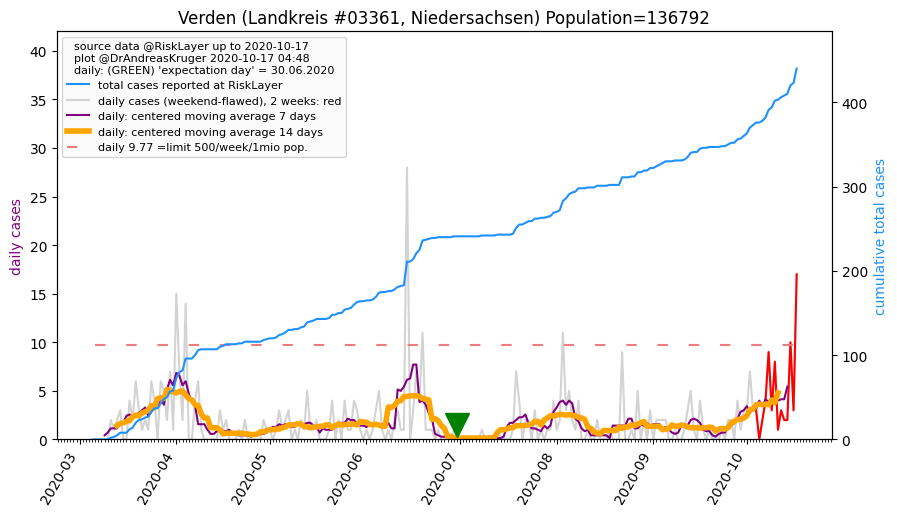 Verden (Landkreis #03361, Niedersachsen) Population=136792
source data @RiskLayer up to 2020-10-17
plot @DrAndreasKruger 2020-10-17 04:48
daily: (GREEN) 'expectation day' = 30.06.2020
total cases reported at RiskLayer
daily cases (weekend-flawed), 2 weeks: red
daily: centered moving average 7 days
daily: centered moving average 14 days
daily 9.77 =limit 500/week/1mio pop.
daily cases
40
35
30
25
20
15
10
5
0
cumulative total cases
400
300
200
100
0
2020-03
2020-04
2020-05
2020-06
2020-07
2020-08
2020-09
2020-10